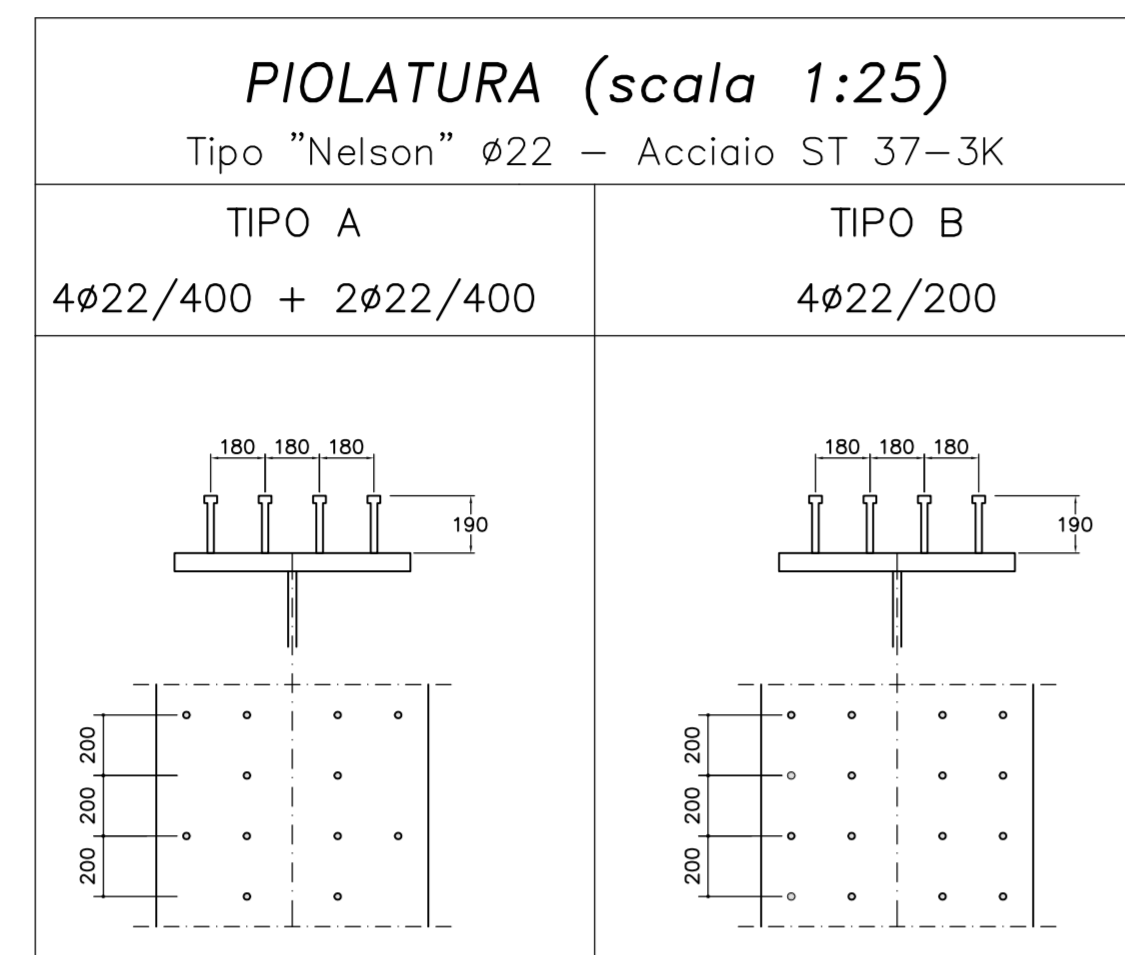 PIOLATURA (scala 1:25)
Tipo "Nelson" ø22 – Acciaio ST 37–3K
TIPO A
4ø22/400 + 2ø22/400
TIPO B
4ø22/200
180 180 180
190
200
200
200
180 180 180
190
200
200
200